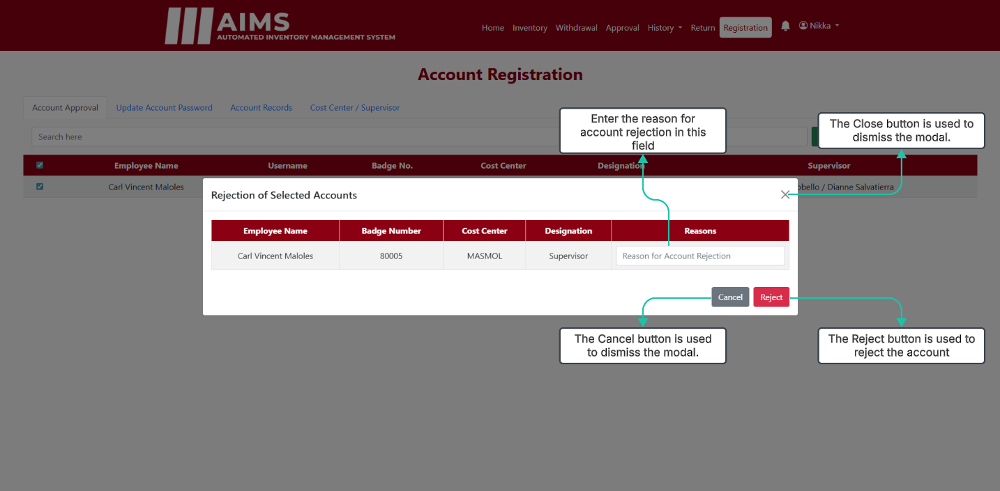 AIMS
AUTOMATED INVENTORY MANAGEMENT SYSTEM
Home Inventory Withdrawal Approval History Return Registration Nikka
Account Registration
Account Approval Update Account Password Account Records Cost Center / Supervisor
Enter the reason for
account rejection in this
field
The Close button is used to
dismiss the modal.
Search here
Employee Name Username Badge No. Cost Center Designation Supervisor
Carl Vincent Maloles / Dianne Salvatierra
Rejection of Selected Accounts
Employee Name Badge Number Cost Center Designation Reasons
Carl Vincent Maloles 80005 MASMOL Supervisor Reason for Account Rejection
Cancel Reject
The Cancel button is used
to dismiss the modal.
The Reject button is used to
reject the account